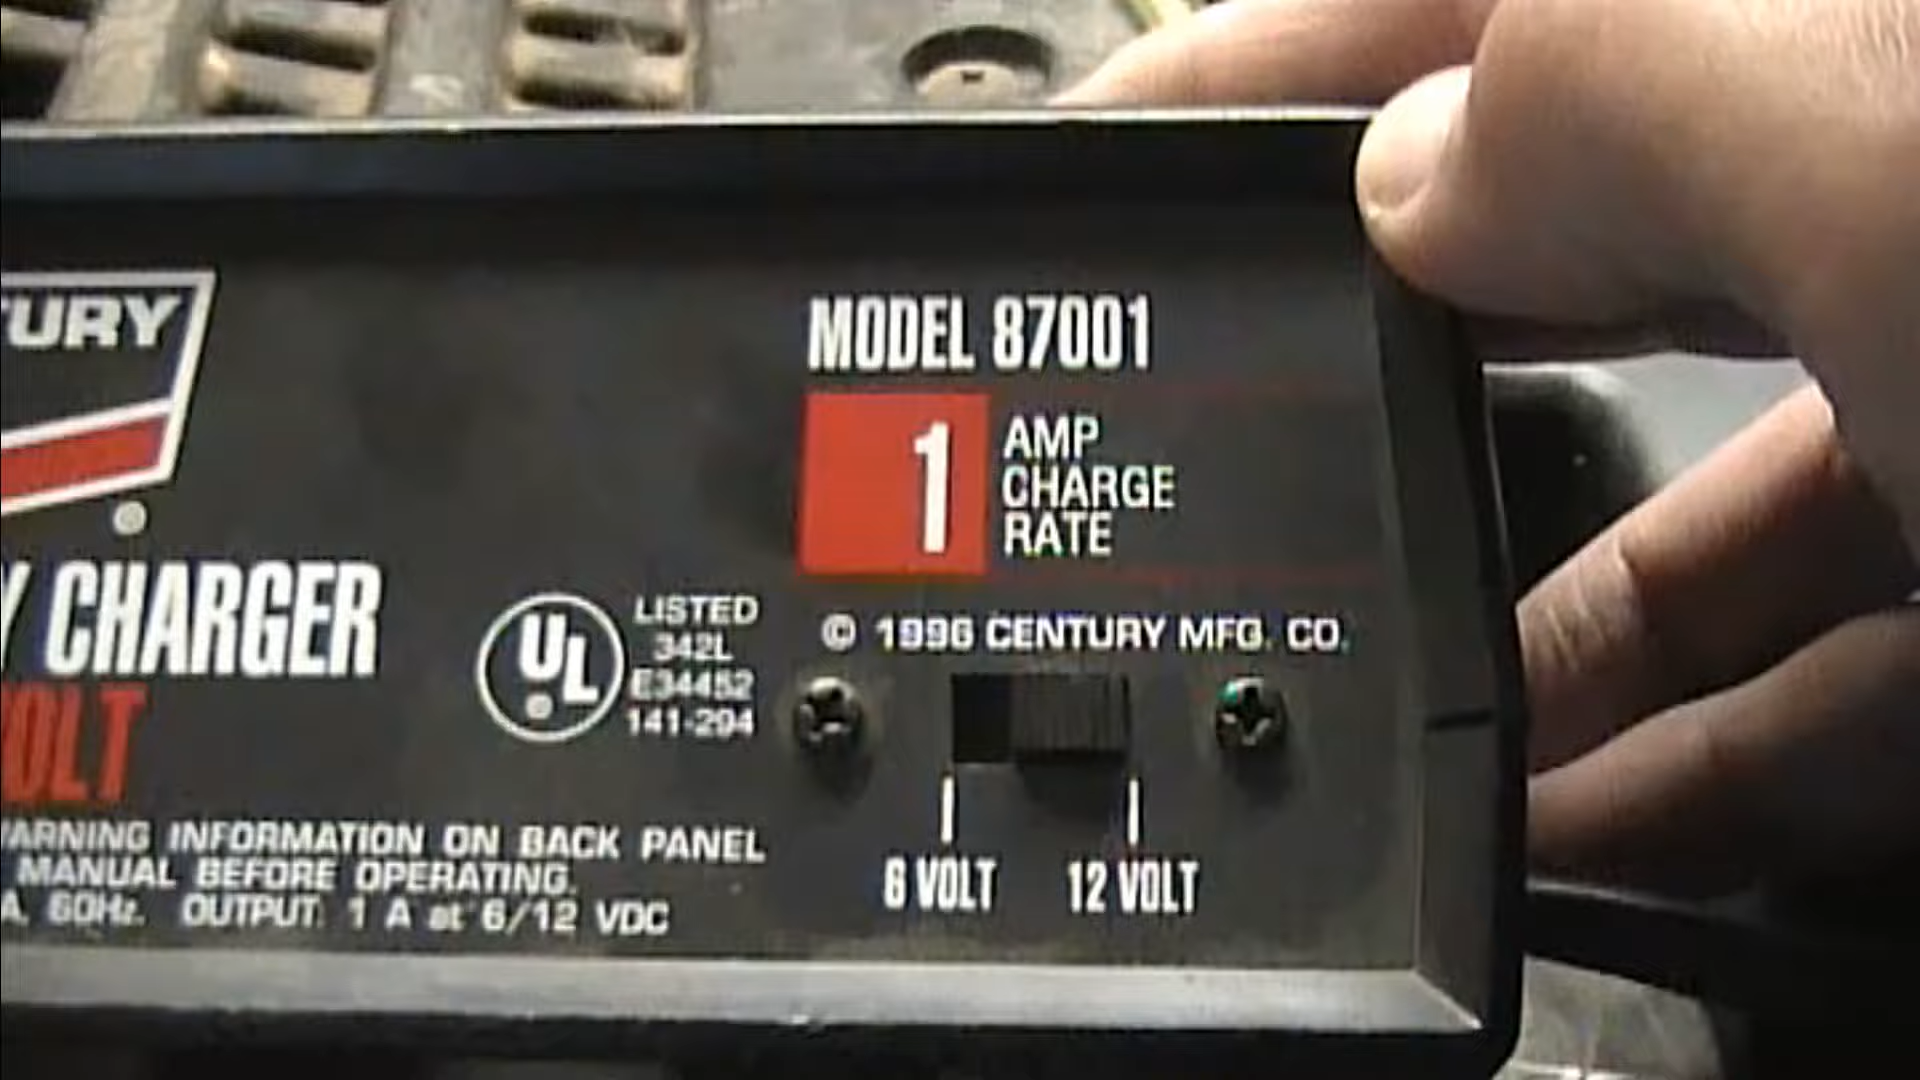 TURY
MODEL 87001
1 AMP
CHARGE
RATE
Y CHARGER
UL
LISTED
342L
E34452
141-294
© 1996 CENTURY MFG. CO.
OLT
6 VOLT 12 VOLT
ARNING INFORMATION ON BACK PANEL
MANUAL BEFORE OPERATING.
A, 60Hz. OUTPUT: 1 A at 6/12 VDC